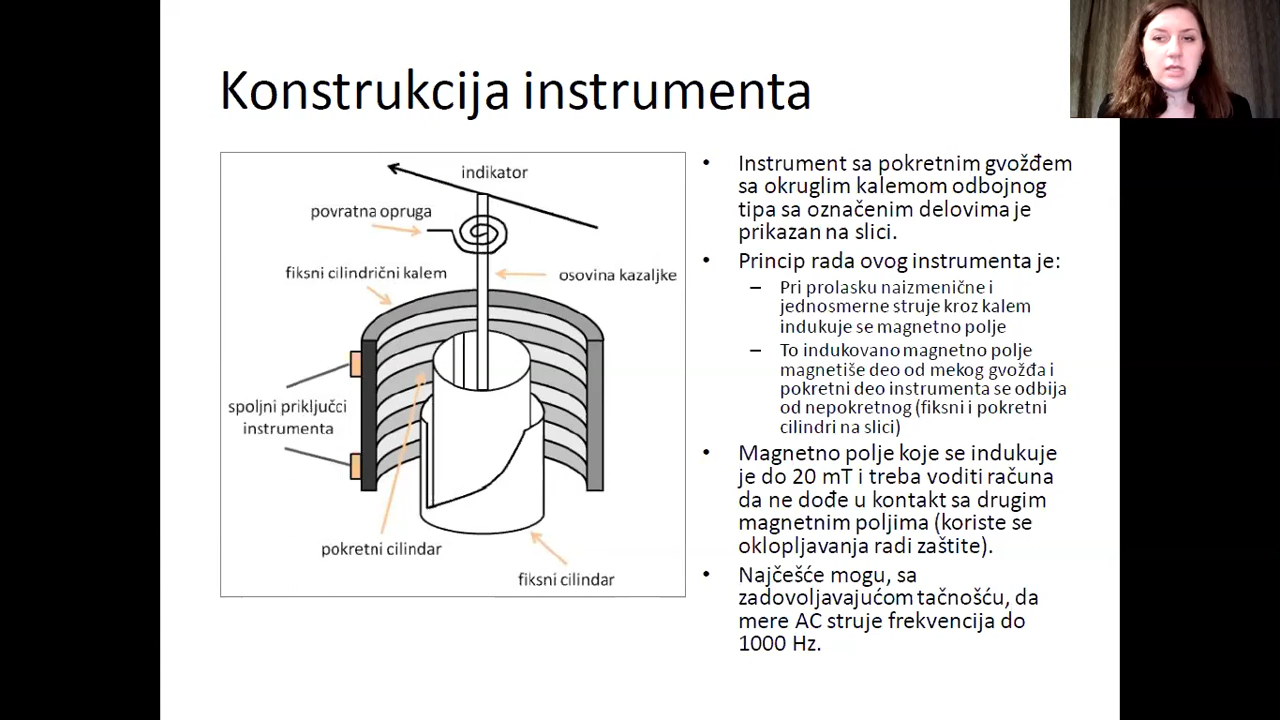 Konstrukcija instrumenta
indikator
povratna opruga
fiksni cilindrični kalem
osovina kazaljke
spoljni priključci
instrumenta
pokretni cilindar
fiksni cilindar
• Instrument sa pokretnim gvožđem
sa okruglim kalemom odbojnog
tipa sa označenim delovima je
prikazan na slici.
• Princip rada ovog instrumenta je:
– Pri prolasku naizmenične i
jednosmerne struje kroz kalem
indukuje se magnetno polje
– To indukovano magnetno polje
magnetiše deo od mekog gvožđa i
pokretni deo instrumenta se odbija
od nepokretnog (fiksni i pokretni
cilindri na slici)
• Magnetno polje koje se indukuje
je do 20 mT i treba voditi računa
da ne dođe u kontakt sa drugim
magnetnim poljima (koriste se
oklopljavanja radi zaštite).
• Najčešće mogu, sa
zadovoljavajućom tačnošću, da
mere AC struje frekvencija do
1000 Hz.